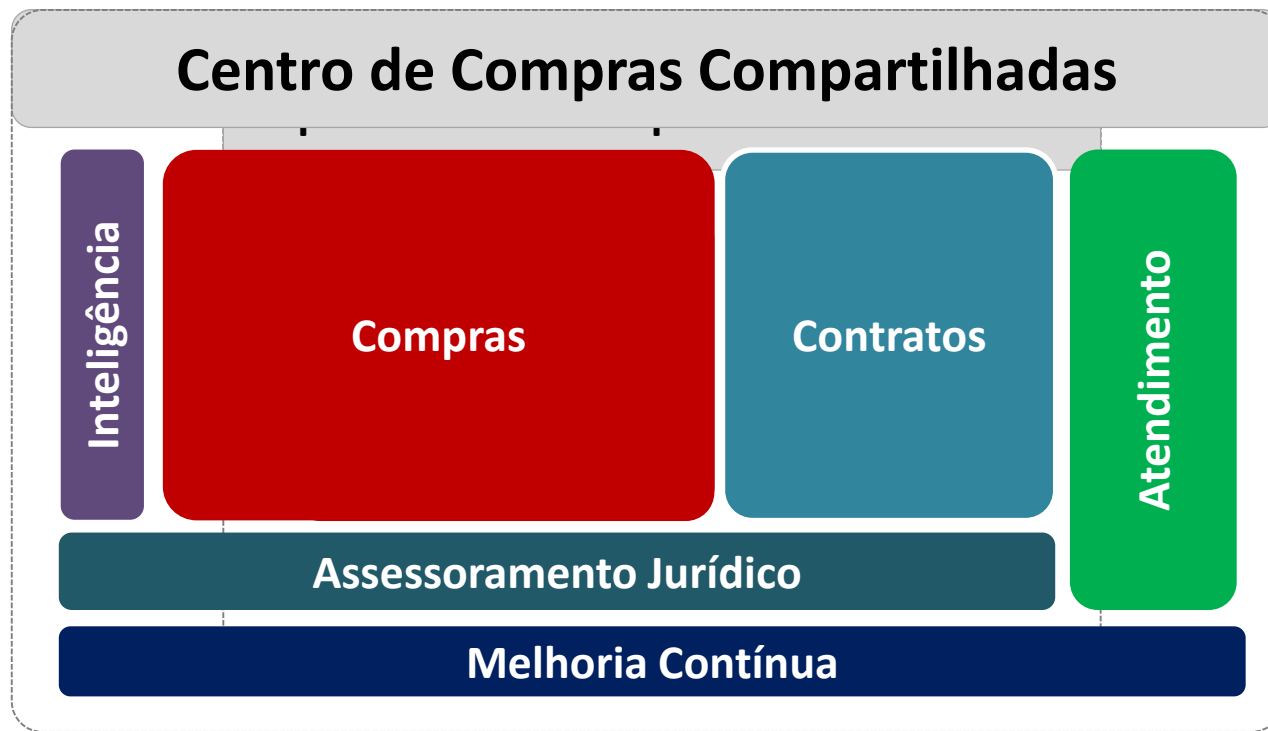 Centro de Compras Compartilhadas
Inteligência
Compras
Contratos
Atendimento
Assessoramento Jurídico
Melhoria Contínua